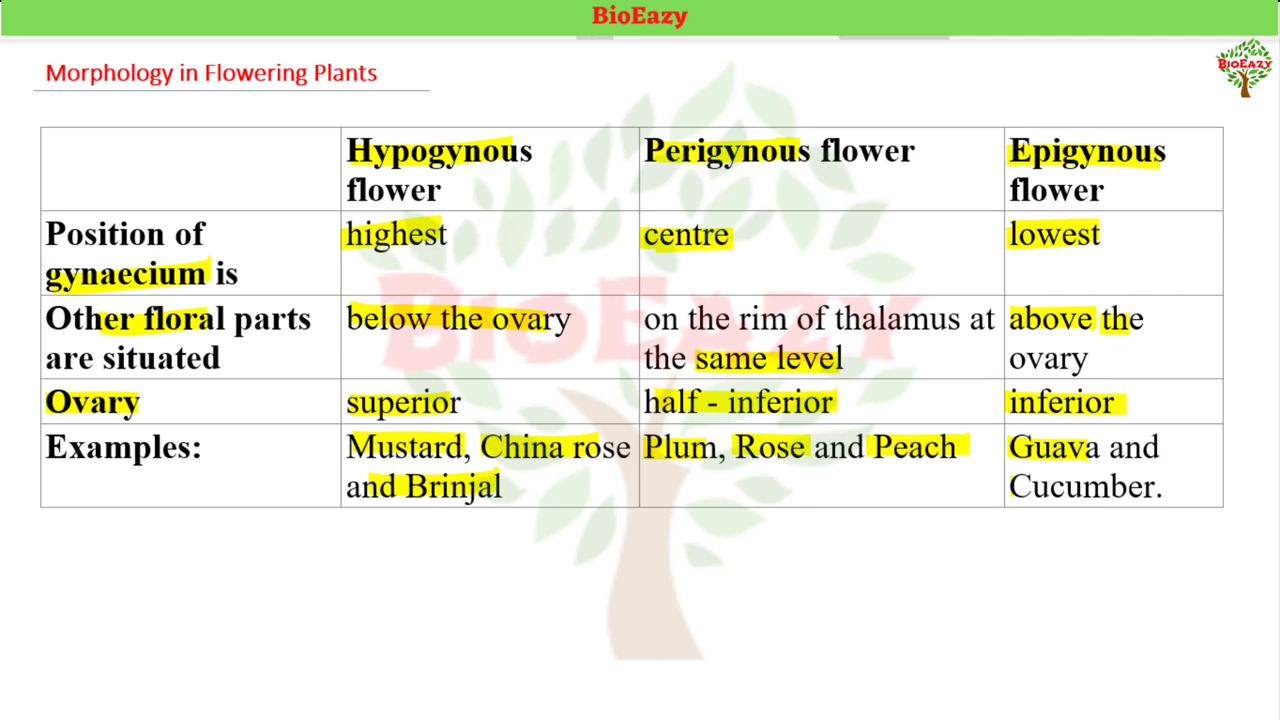 BioEazy
BIOEAZY
Morphology in Flowering Plants
Hypogynous flower
Perigynous flower
Epigynous flower
Position of gynaecium is
highest
centre
lowest
Other floral parts are situated
below the ovary
on the rim of thalamus at the same level
above the ovary
Ovary
superior
half - inferior
inferior
Examples:
Mustard, China rose and Brinjal
Plum, Rose and Peach
Guava and Cucumber.
BIOEAZY